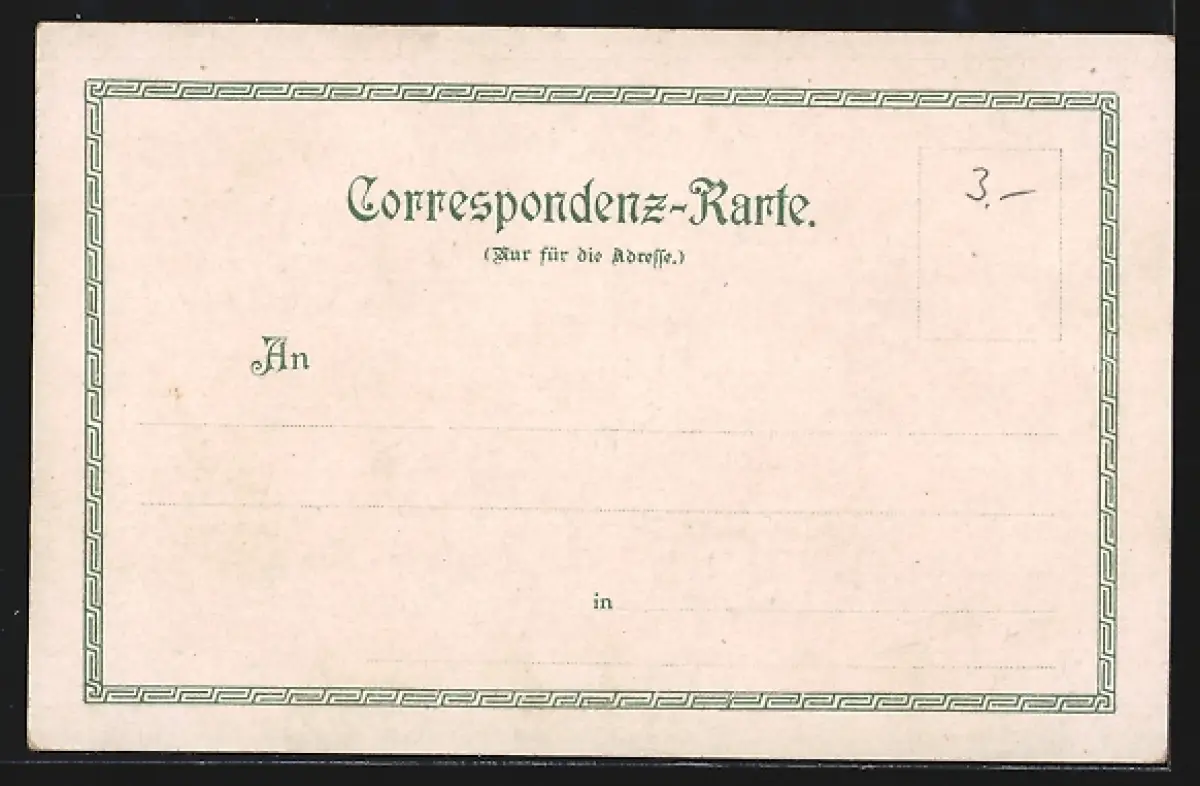 3.–
Correspondenz-Karte.
(Nur für die Adresse.)
An
in